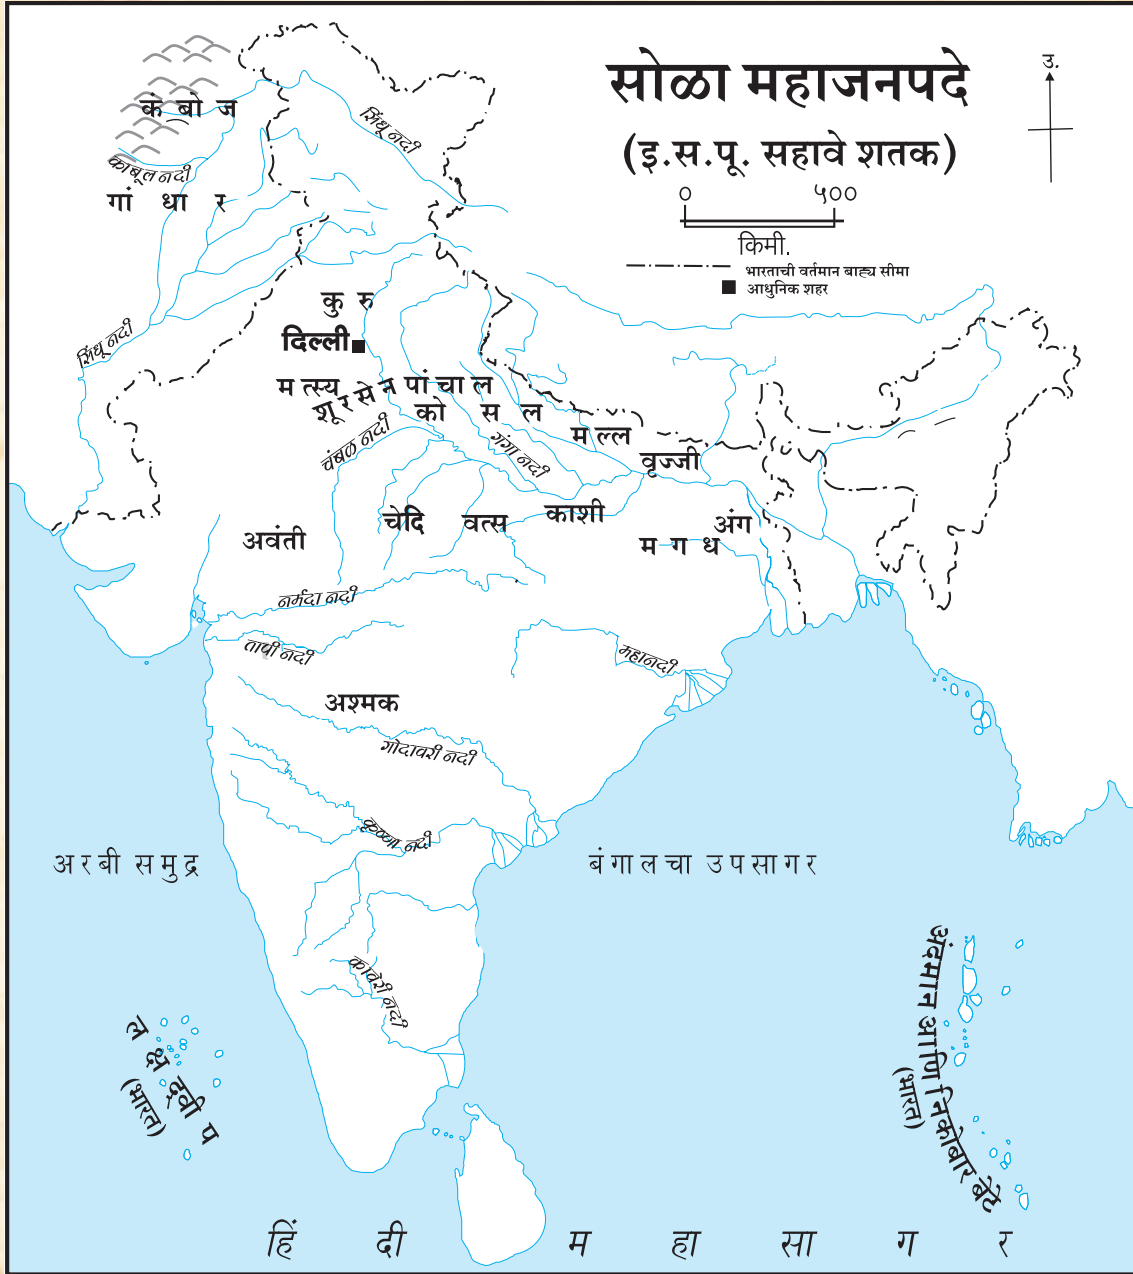 सोळा महाजनपदे
(इ.स.पू. सहावे शतक)
उ.
० ५००
किमी.
भारताची वर्तमान बाह्य सीमा
आधुनिक शहर
कंबोज
सिंधू नदी
काबूल नदी
गांधार
कुरु
दिल्ली
सिंधू नदी
मत्स्य
शूरसेन
पांचाल
कोसल
मल्ल
वृज्जी
चंबळ नदी
गंगा नदी
अवंती
चेदि
वत्स
काशी
मगध
अंग
नर्मदा नदी
तापी नदी
महानदी
अश्मक
गोदावरी नदी
कृष्णा नदी
अरबी समुद्र
बंगालचा उपसागर
कावेरी नदी
लक्षद्वीप
(भारत)
अंदमान आणि निकोबार बेटे
(भारत)
हिंदी महासागर